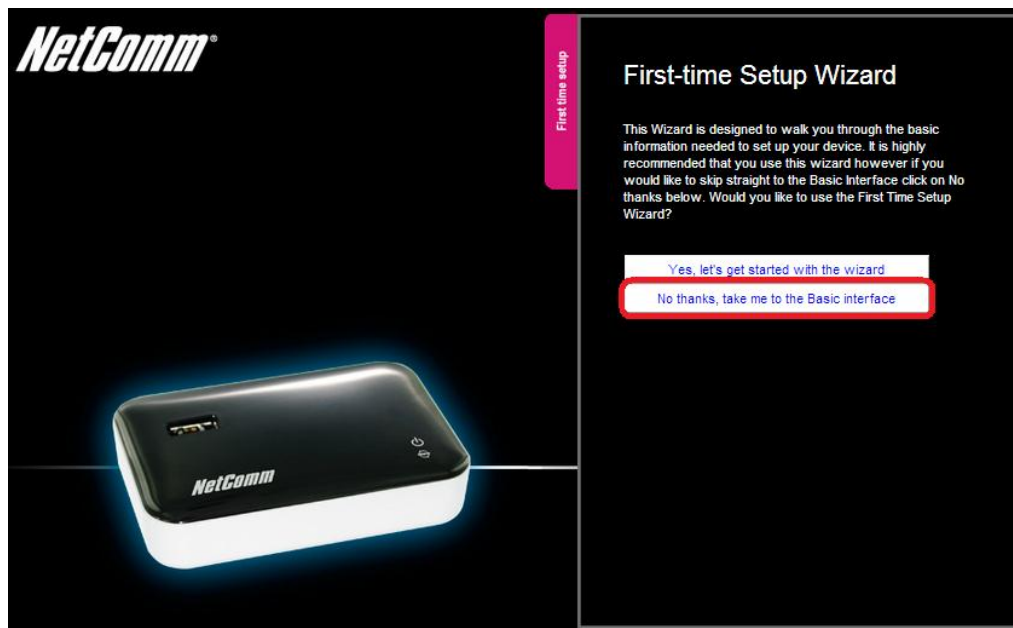 NetComm®
First time setup
First-time Setup Wizard
This Wizard is designed to walk you through the basic
information needed to set up your device. It is highly
recommended that you use this wizard however if you
would like to skip straight to the Basic Interface click on No
thanks below. Would you like to use the First Time Setup
Wizard?
Yes, let's get started with the wizard
No thanks, take me to the Basic interface
NetComm